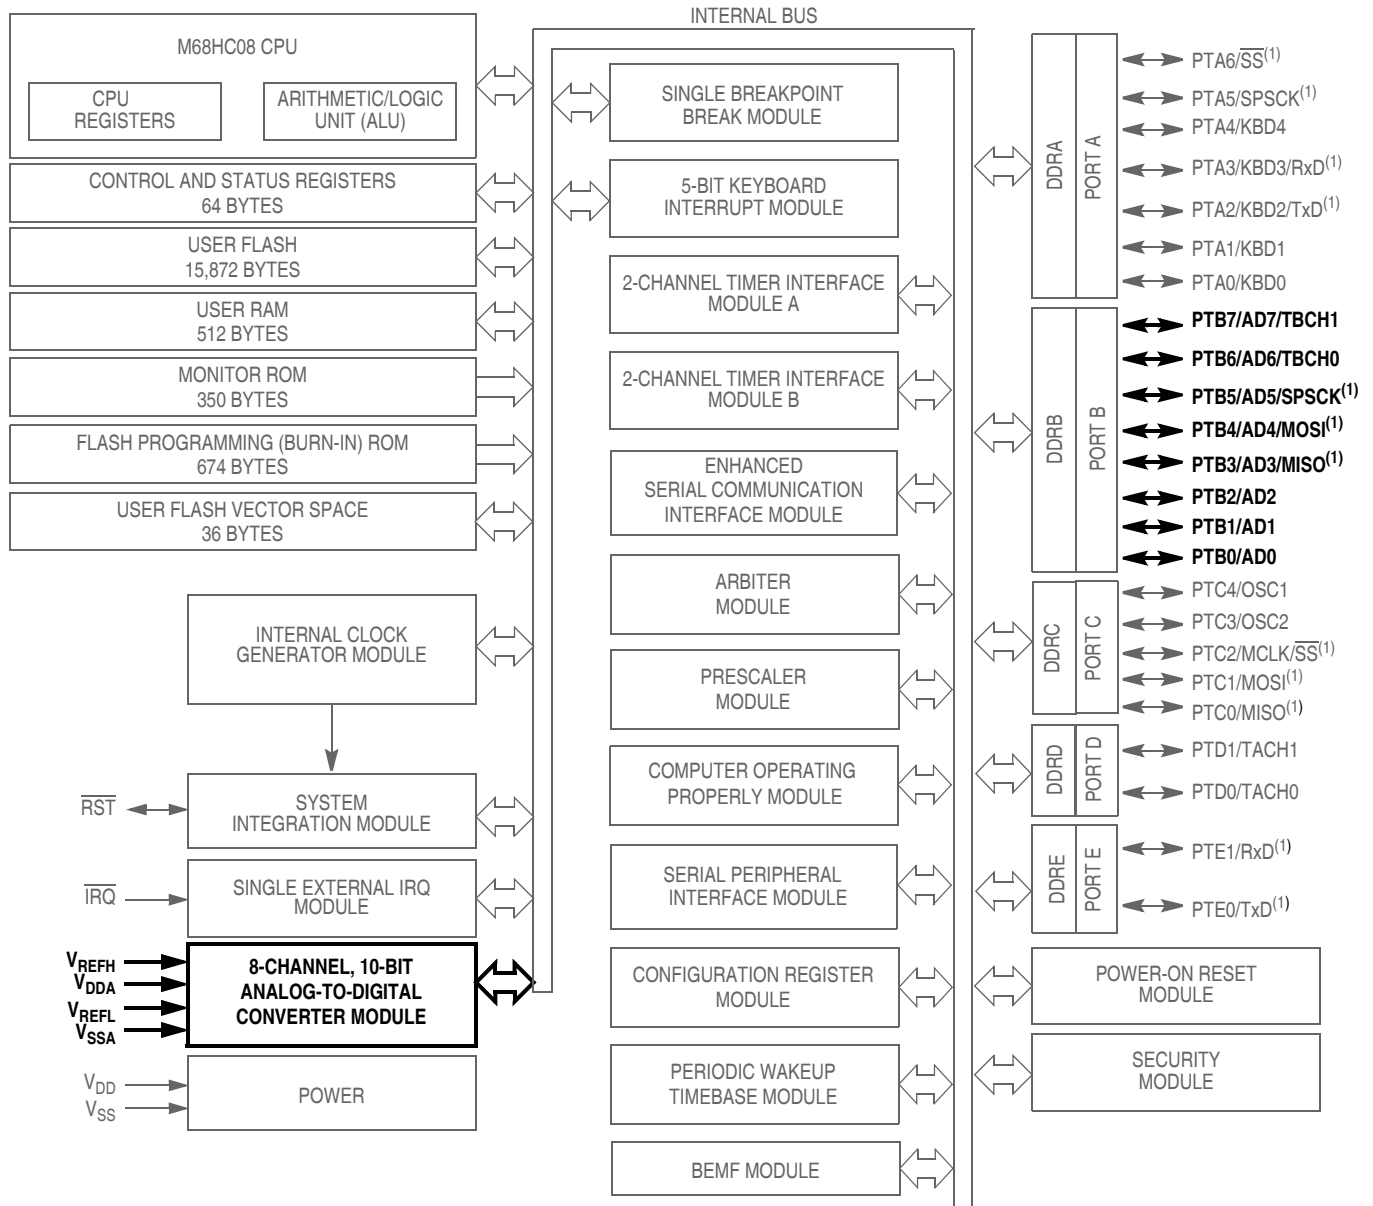 INTERNAL BUS
M68HC08 CPU
CPU
REGISTERS
ARITHMETIC/LOGIC
UNIT (ALU)
CONTROL AND STATUS REGISTERS
64 BYTES
USER FLASH
15,872 BYTES
USER RAM
512 BYTES
MONITOR ROM
350 BYTES
FLASH PROGRAMMING (BURN-IN) ROM
674 BYTES
USER FLASH VECTOR SPACE
36 BYTES
INTERNAL CLOCK
GENERATOR MODULE
RST
SYSTEM
INTEGRATION MODULE
IRQ
SINGLE EXTERNAL IRQ
MODULE
VREFH
VDDA
VREFL
VSSA
8-CHANNEL, 10-BIT
ANALOG-TO-DIGITAL
CONVERTER MODULE
VDD
VSS
POWER
SINGLE BREAKPOINT
BREAK MODULE
5-BIT KEYBOARD
INTERRUPT MODULE
2-CHANNEL TIMER INTERFACE
MODULE A
2-CHANNEL TIMER INTERFACE
MODULE B
ENHANCED
SERIAL COMMUNICATION
INTERFACE MODULE
ARBITER
MODULE
PRESCALER
MODULE
COMPUTER OPERATING
PROPERLY MODULE
SERIAL PERIPHERAL
INTERFACE MODULE
CONFIGURATION REGISTER
MODULE
PERIODIC WAKEUP
TIMEBASE MODULE
BEMF MODULE
DDRA
PORT A
PTA6/SS(1)
PTA5/SPSCK(1)
PTA4/KBD4
PTA3/KBD3/RxD(1)
PTA2/KBD2/TxD(1)
PTA1/KBD1
PTA0/KBD0
DDRB
PORT B
PTB7/AD7/TBCH1
PTB6/AD6/TBCH0
PTB5/AD5/SPSCK(1)
PTB4/AD4/MOSI(1)
PTB3/AD3/MISO(1)
PTB2/AD2
PTB1/AD1
PTB0/AD0
DDRC
PORT C
PTC4/OSC1
PTC3/OSC2
PTC2/MCLK/SS(1)
PTC1/MOSI(1)
PTC0/MISO(1)
DDRD
PORT D
PTD1/TACH1
PTD0/TACH0
DDRE
PORT E
PTE1/RxD(1)
PTE0/TxD(1)
POWER-ON RESET
MODULE
SECURITY
MODULE